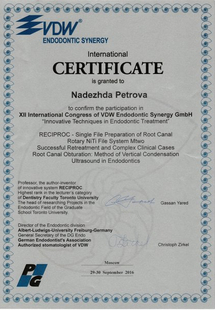 VDW
ENDODONTIC SYNERGY
International
CERTIFICATE
is granted to
Nadezhda Petrova
to confirm the participation in
XII International Congress of VDW Endodontic Synergy GmbH
"Innovative Techniques in Endodontic Treatment"
RECIPROC - Single File Preparation of Root Canal
Rotary NiTi File System Mtwo
Successful Retreatment and Complex Clinical Cases
Root Canal Obturation: Method of Vertical Condensation
Ultrasound in Endodontics
Professor, the author-inventor
of innovative system RECIPROC
Highest rank in the lecturer's category
of Dentistry Faculty Toronto University
The head of researching Projects in the
Endodontic Field of the Graduate
School Toronto University
Gassan Yared
Director of the Endodontic division
Albert-Ludwigs-University Freiburg-Germany
General Secretary of the DG Endo
German Endodontist's Association
Authorized stomatologist of VDW
Christoph Zirkel
Moscow
29-30 September 2016